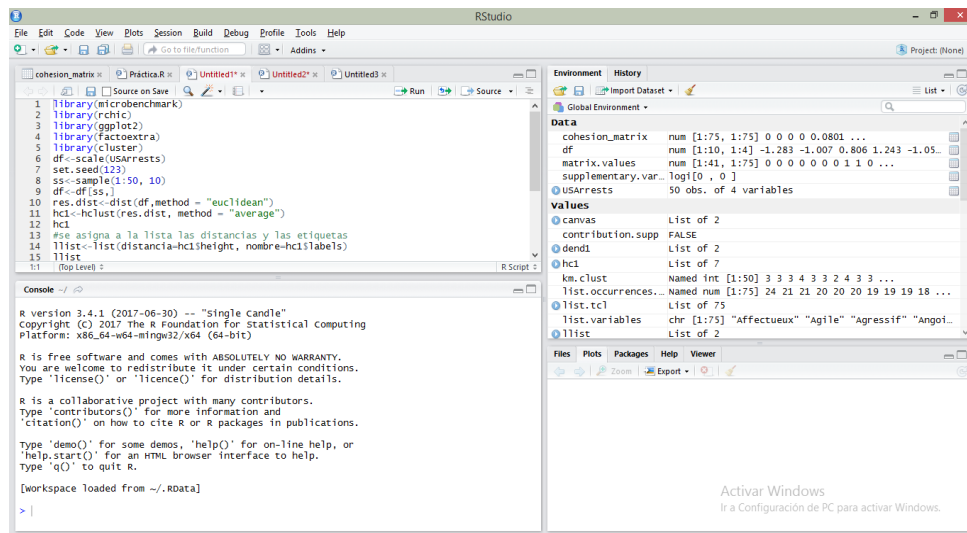 RStudio
File Edit Code View Plots Session Build Debug Profile Tools Help
Go to file/function Addins
Project: (None)
cohesion_matrix Práctica.R Untitled1* Untitled2* Untitled3
Source on Save Run Source
1 library(microbenchmark)
2 library(rchic)
3 library(ggplot2)
4 library(factoextra)
5 library(cluster)
6 df<-scale(USArrests)
7 set.seed(123)
8 ss<-sample(1:50, 10)
9 df<-df[ss,]
10 res.dist<-dist(df,method = "euclidean")
11 hc1<-hclust(res.dist, method = "average")
12 hc1
13 #se asigna a la lista las distancias y las etiquetas
14 llist<-list(distancia=hc1$height, nombre=hc1$labels)
15 llist
1:1 (Top Level) R Script
Console ~/
R version 3.4.1 (2017-06-30) -- "Single Candle"
Copyright (C) 2017 The R Foundation for Statistical Computing
Platform: x86_64-w64-mingw32/x64 (64-bit)
R is free software and comes with ABSOLUTELY NO WARRANTY.
You are welcome to redistribute it under certain conditions.
Type 'license()' or 'licence()' for distribution details.
R is a collaborative project with many contributors.
Type 'contributors()' for more information and
'citation()' on how to cite R or R packages in publications.
Type 'demo()' for some demos, 'help()' for on-line help, or
'help.start()' for an HTML browser interface to help.
Type 'q()' to quit R.
[Workspace loaded from ~/.RData]
>
Environment History
Import Dataset List
Global Environment
Data
cohesion_matrix num [1:75, 1:75] 0 0 0 0 0.0801 ...
df num [1:10, 1:4] -1.283 -1.007 0.806 1.243 -1.05…
matrix.values num [1:41, 1:75] 0 0 0 0 0 0 0 1 1 0 ...
supplementary.var… logi[0 , 0 ]
USArrests 50 obs. of 4 variables
Values
canvas List of 2
contribution.supp FALSE
dend1 List of 2
hc1 List of 7
km.clust Named int [1:50] 3 3 3 4 3 3 2 4 3 3 ...
list.occurrences.… Named num [1:75] 24 21 21 20 20 20 19 19 19 18 ...
list.tcl List of 75
list.variables chr [1:75] "Affectueux" "Agile" "Agressif" "Angoi…
llist List of 2
Files Plots Packages Help Viewer
Zoom Export
Activar Windows
Ir a Configuración de PC para activar Windows.